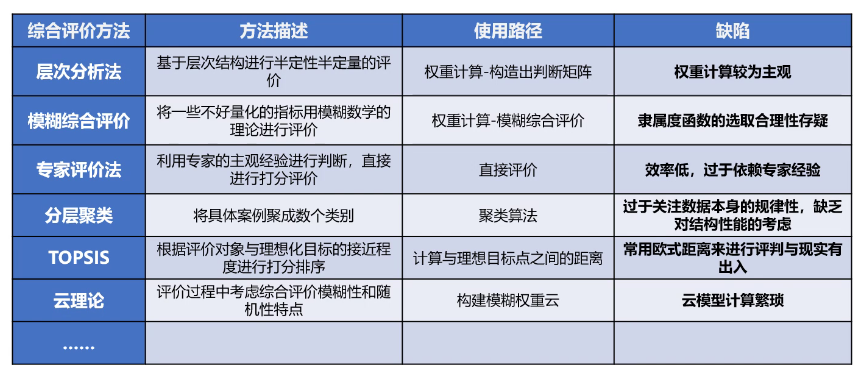 综合评价方法 方法描述 使用路径 缺陷
层次分析法
基于层次结构进行半定性半定量的评
价
权重计算-构造出判断矩阵
权重计算较为主观
模糊综合评价
将一些不好量化的指标用模糊数学的
理论进行评价
权重计算-模糊综合评价
隶属度函数的选取合理性存疑
专家评价法
利用专家的主观经验进行判断，直接
进行打分评价
直接评价
效率低，过于依赖专家经验
分层聚类
将具体案例聚成数个类别
聚类算法
过于关注数据本身的规律性，缺乏
对结构性能的考虑
TOPSIS
根据评价对象与理想化目标的接近程
度进行打分排序
计算与理想目标点之间的距离
常用欧式距离来进行评判与现实有
出入
云理论
评价过程中考虑综合评价模糊性和随
机性特点
构建模糊权重云
云模型计算繁琐
......